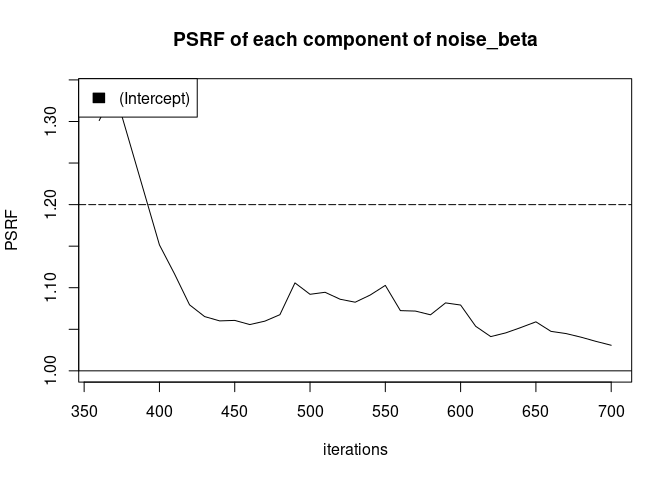 PSRF of each component of noise_beta
(Intercept)
PSRF
1.30
1.20
1.10
1.00
350 400 450 500 550 600 650 700
iterations